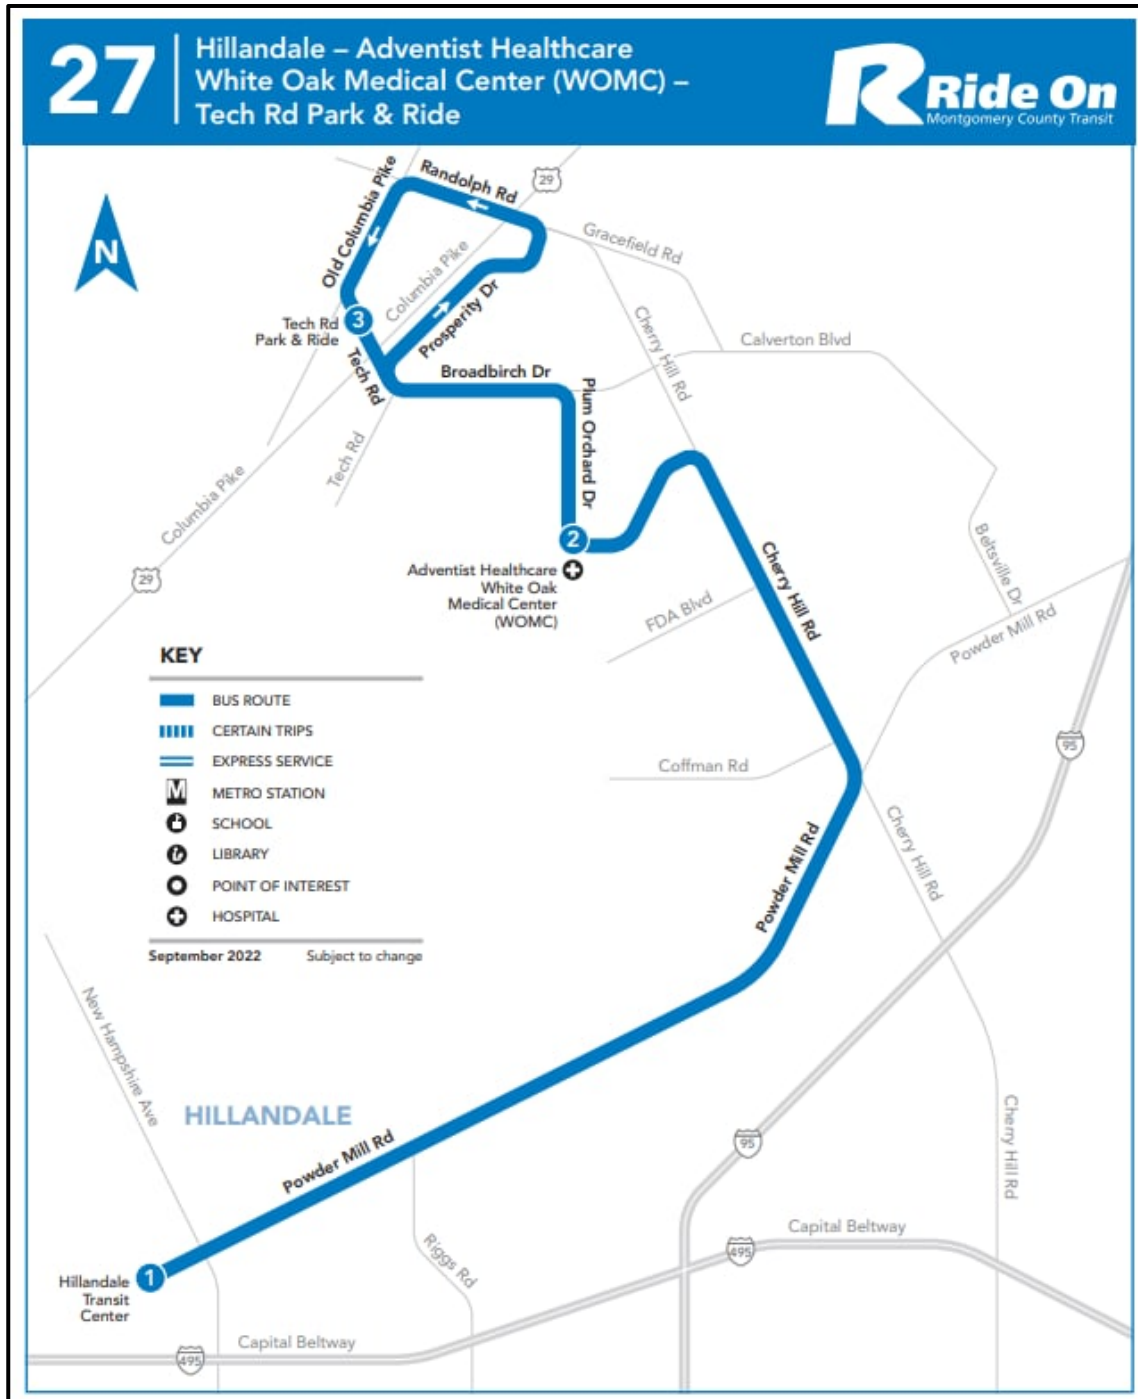 27
Hillandale – Adventist Healthcare
White Oak Medical Center (WOMC) –
Tech Rd Park & Ride
Ride On
Montgomery County Transit
N
Old Columbia Pike
Randolph Rd
29
Gracefield Rd
Columbia Pike
Prosperity Dr
3
Tech Rd
Park & Ride
Tech Rd
Broadbirch Dr
Cherry Hill Rd
Calverton Blvd
Plum Orchard Dr
Tech Rd
Columbia Pike
29
2
Adventist Healthcare
White Oak
Medical Center
(WOMC)
Cherry Hill Rd
FDA Blvd
Beltsville Dr
Powder Mill Rd
95
Coffman Rd
Cherry Hill Rd
Powder Mill Rd
KEY
BUS ROUTE
CERTAIN TRIPS
EXPRESS SERVICE
M
METRO STATION
SCHOOL
LIBRARY
POINT OF INTEREST
HOSPITAL
September 2022 Subject to change
New Hampshire Ave
HILLANDALE
Powder Mill Rd
95
Cherry Hill Rd
Capital Beltway
495
Riggs Rd
1
Hillandale
Transit
Center
Capital Beltway
495